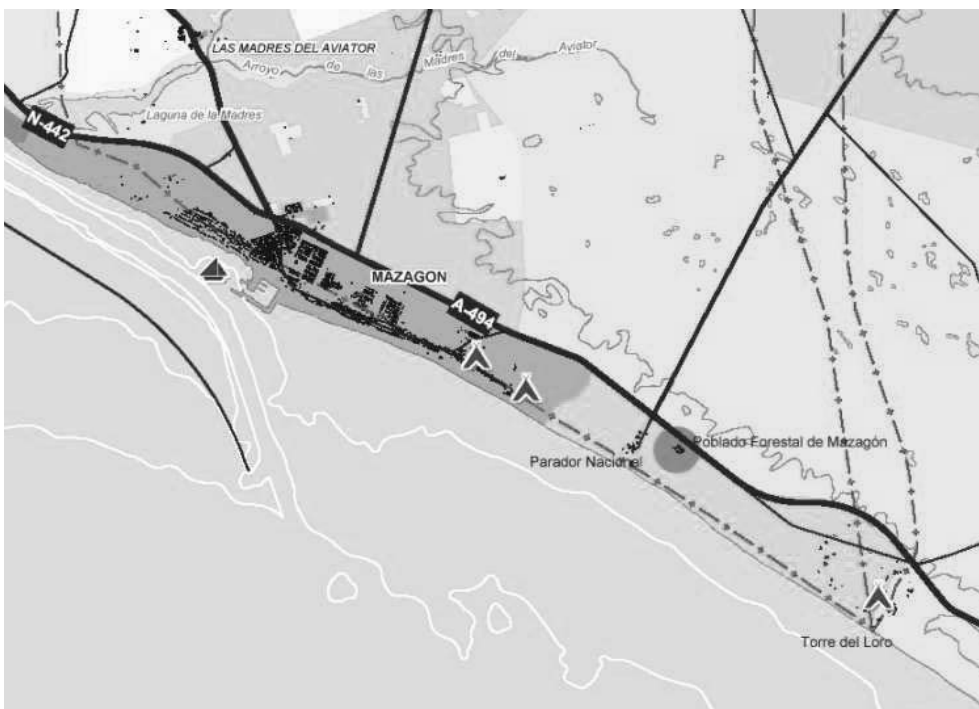 LAS MADRES DEL AVIATOR
Arroyo de las Madres del Aviator
Laguna de la Madres
N-442
MAZAGON
A-494
Poblado Forestal de Mazagón
Parador Nacional
Torre del Loro